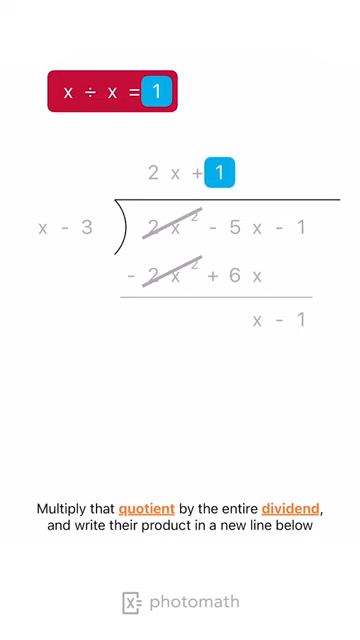 x ÷ x = 1
2 x + 1
x - 3 ) 2 x² - 5 x - 1
- 2 x² + 6 x
x - 1
Multiply that quotient by the entire dividend,
and write their product in a new line below
photomath